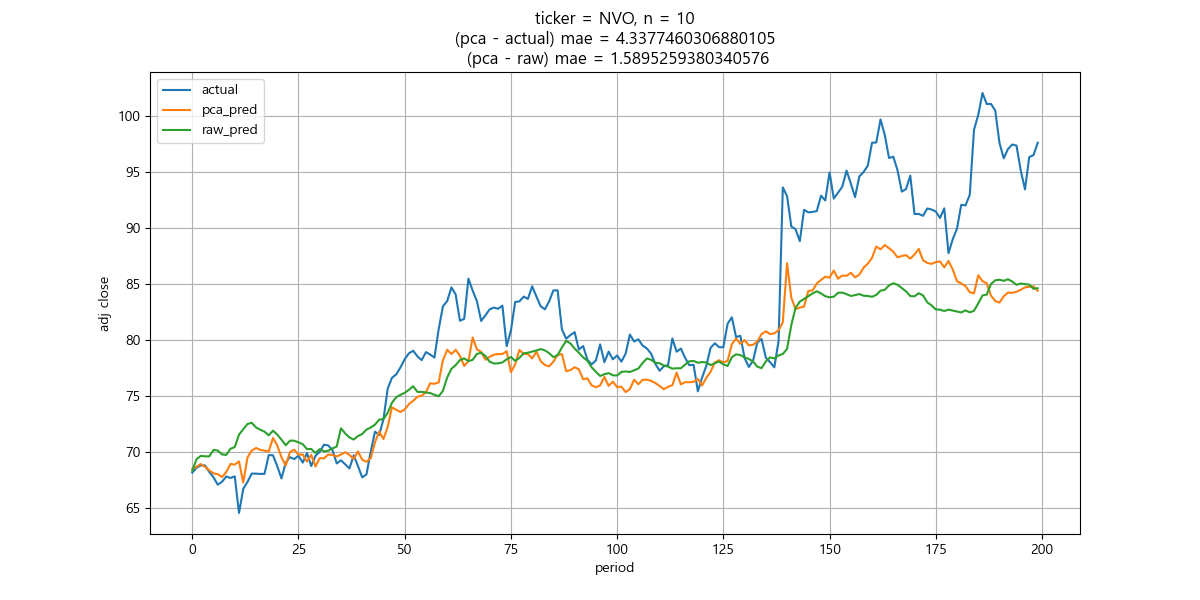 ticker = NVO, n = 10
(pca - actual) mae = 4.3377460306880105
(pca - raw) mae = 1.5895259380340576
actual
pca_pred
raw_pred
100
95
90
85
80
75
70
65
adj close
0 25 50 75 100 125 150 175 200
period